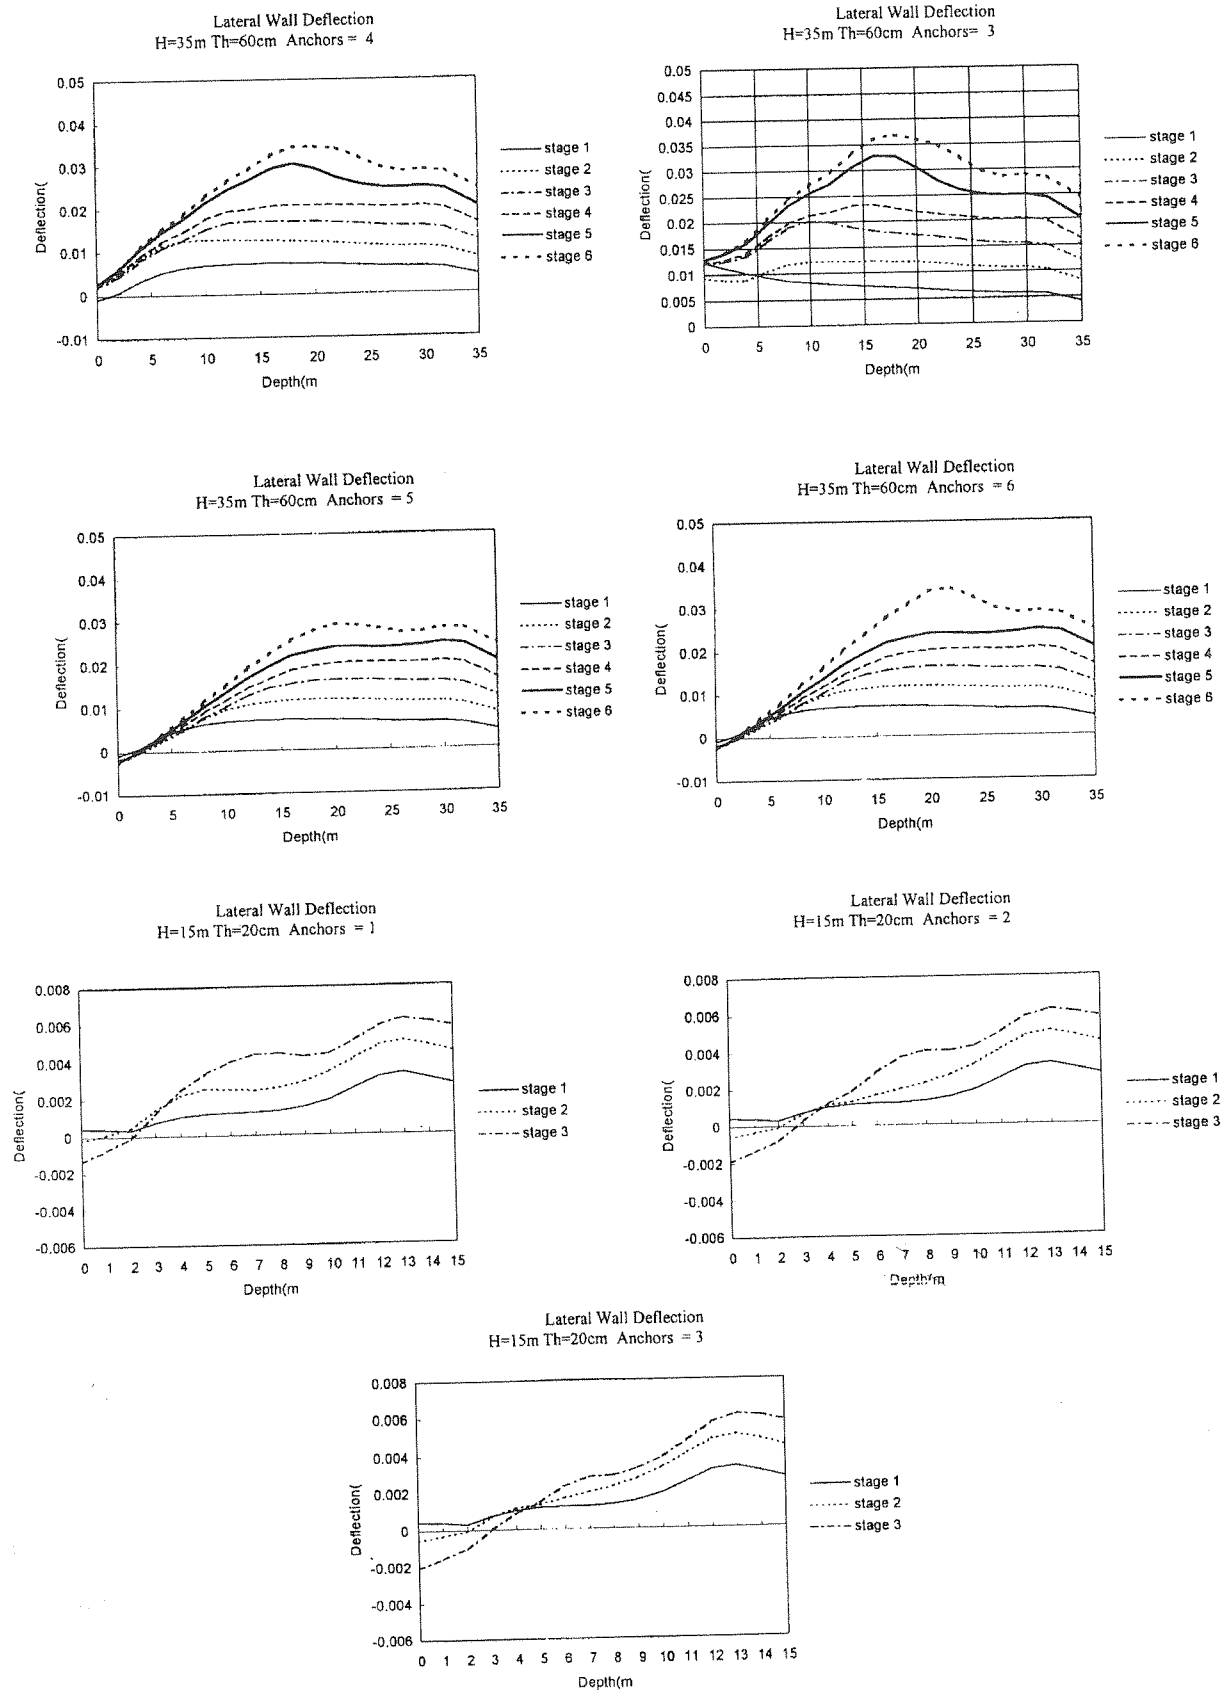 Lateral Wall Deflection
H=35m Th=60cm Anchors = 4
0.05
0.04
0.03
0.02
0.01
0
-0.01
Deflection(
0 5 10 15 20 25 30 35
Depth(m
stage 1
stage 2
stage 3
stage 4
stage 5
stage 6
Lateral Wall Deflection
H=35m Th=60cm Anchors= 3
0.05
0.045
0.04
0.035
0.03
0.025
0.02
0.015
0.01
0.005
0
Deflection(
0 5 10 15 20 25 30 35
Depth(m
stage 1
stage 2
stage 3
stage 4
stage 5
stage 6
Lateral Wall Deflection
H=35m Th=60cm Anchors = 5
0.05
0.04
0.03
0.02
0.01
0
-0.01
Deflection(
0 5 10 15 20 25 30 35
Depth(m
stage 1
stage 2
stage 3
stage 4
stage 5
stage 6
Lateral Wall Deflection
H=35m Th=60cm Anchors = 6
0.05
0.04
0.03
0.02
0.01
0
-0.01
Deflection(
0 5 10 15 20 25 30 35
Depth(m
stage 1
stage 2
stage 3
stage 4
stage 5
stage 6
Lateral Wall Deflection
H=15m Th=20cm Anchors = 1
0.008
0.006
0.004
0.002
0
-0.002
-0.004
-0.006
Deflection(
0 1 2 3 4 5 6 7 8 9 10 11 12 13 14 15
Depth(m
stage 1
stage 2
stage 3
Lateral Wall Deflection
H=15m Th=20cm Anchors = 2
0.008
0.006
0.004
0.002
0
-0.002
-0.004
-0.006
Deflection(
0 1 2 3 4 5 6 7 8 9 10 11 12 13 14 15
Depth(m
stage 1
stage 2
stage 3
Lateral Wall Deflection
H=15m Th=20cm Anchors = 3
0.008
0.006
0.004
0.002
0
-0.002
-0.004
-0.006
Deflection(
0 1 2 3 4 5 6 7 8 9 10 11 12 13 14 15
Depth(m
stage 1
stage 2
stage 3